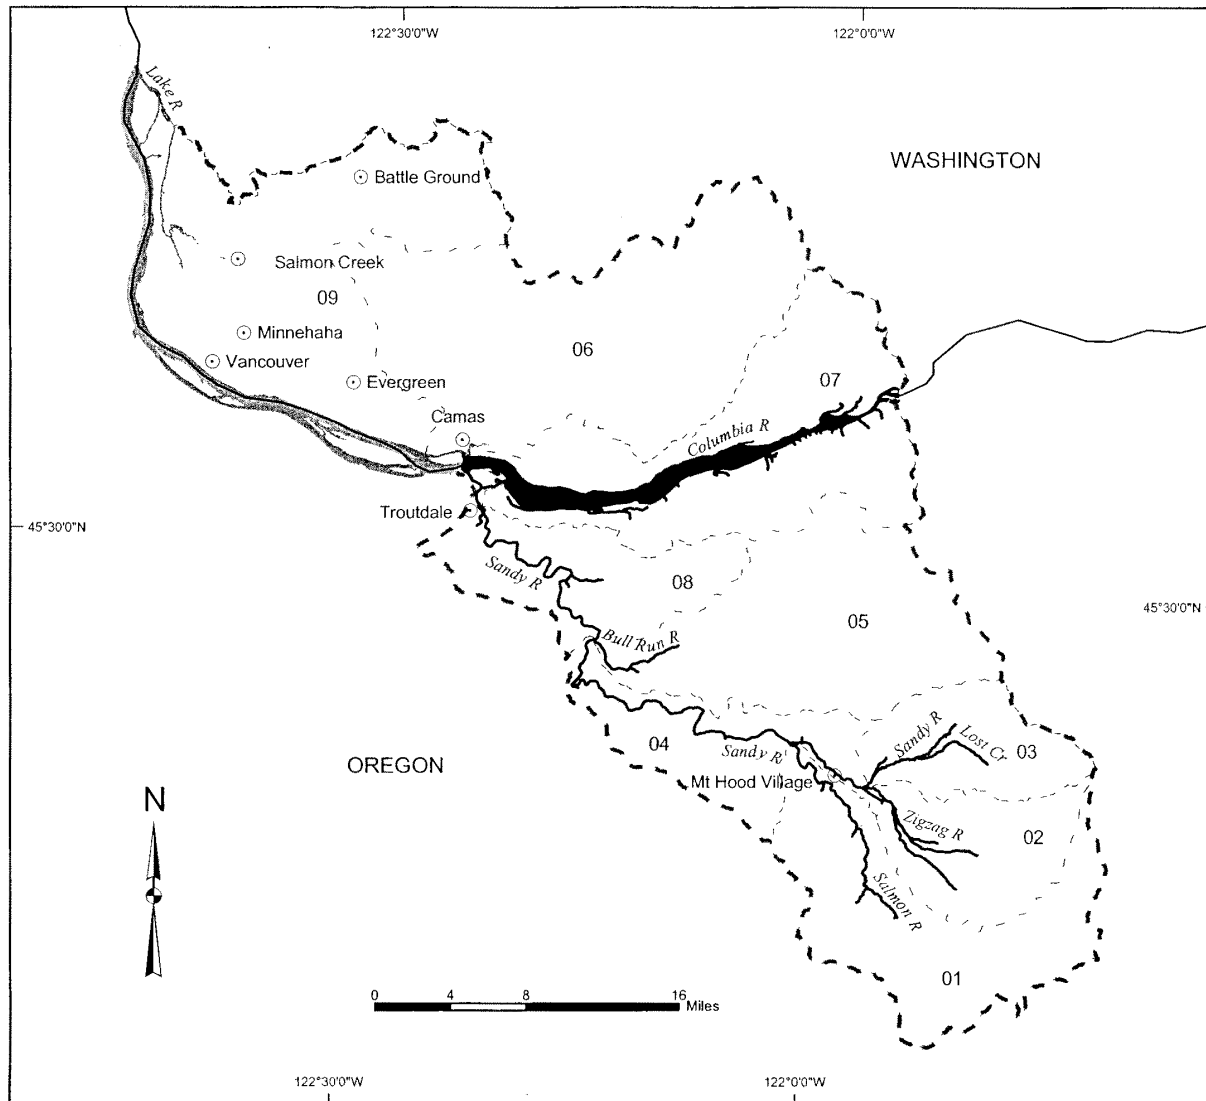 122°30'0"W
122°0'0"W
Lake R
WASHINGTON
Battle Ground
Salmon Creek
09
Minnehaha
06
Vancouver
07
Evergreen
Camas
Columbia R
Troutdale
45°30'0"N
Sandy R
08
45°30'0"N
05
Bull Run R
Sandy R
Lost Cr
03
04
Sandy R
OREGON
Mt Hood Village
N
Zigzag R
02
Salmon R
01
0 4 8 16
Miles
122°30'0"W
122°0'0"W